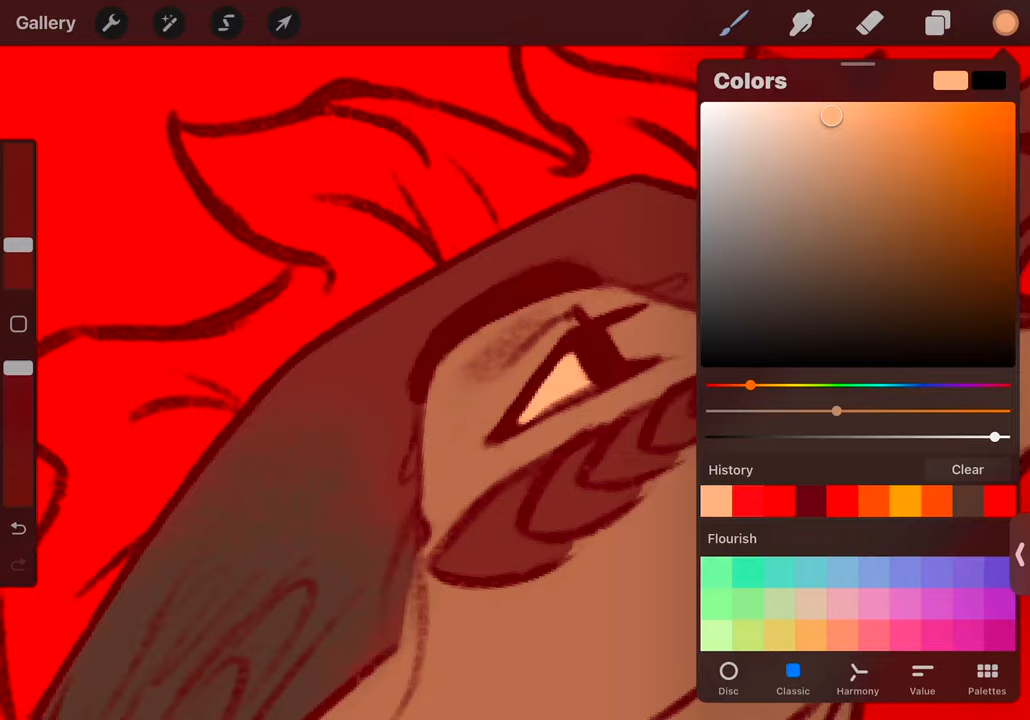 Gallery
Colors
History
Clear
Flourish
Disc
Classic
Harmony
Value
Palettes